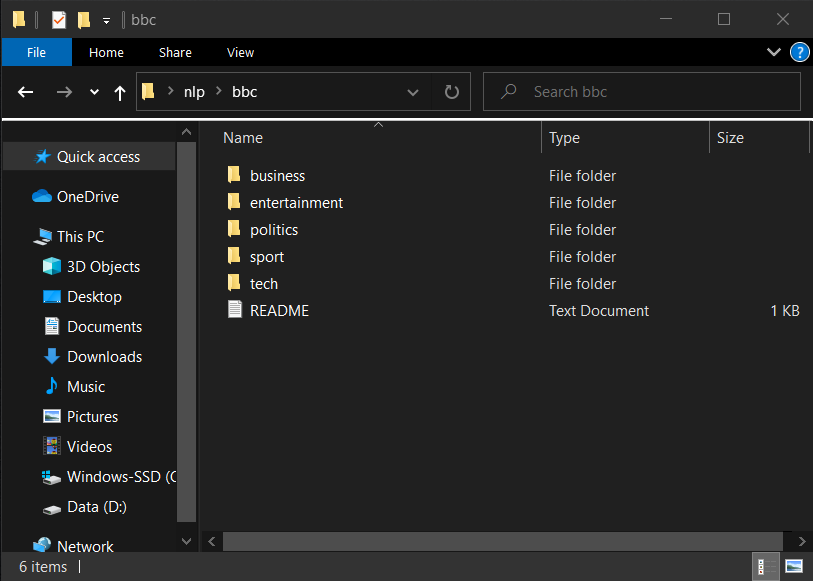 bbc
File Home Share View
nlp bbc Search bbc
Name Type Size
Quick access
OneDrive
This PC
3D Objects
Desktop
Documents
Downloads
Music
Pictures
Videos
Windows-SSD (C
Data (D:)
Network
business File folder
entertainment File folder
politics File folder
sport File folder
tech File folder
README Text Document 1 KB
6 items